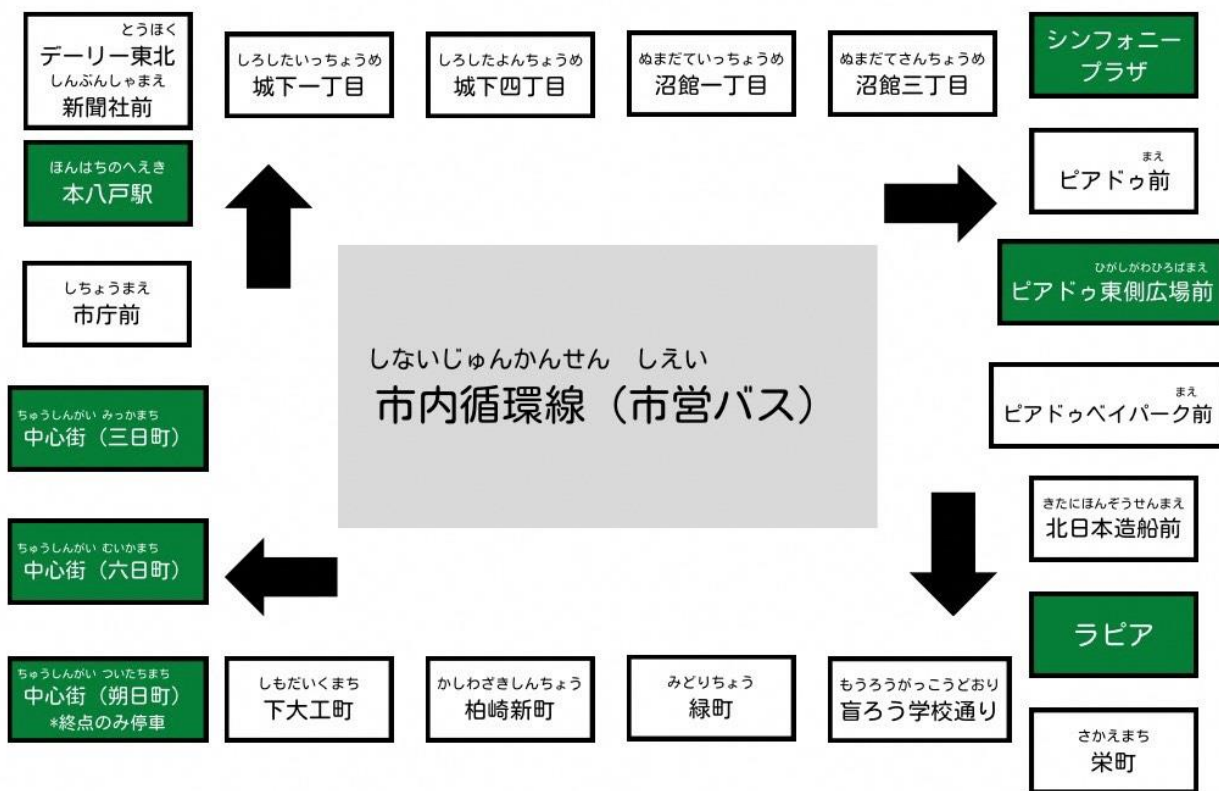 とうほく
デーリー東北
しんぶんしゃまえ
新聞社前
しろしたいっちょうめ
城下一丁目
しろしたよんちょうめ
城下四丁目
ぬまだていっちょうめ
沼館一丁目
ぬまだてさんちょうめ
沼館三丁目
シンフォニー
プラザ
ほんはちのへえき
本八戸駅
まえ
ピアドゥ前
しちょうまえ
市庁前
ひがしがわひろばまえ
ピアドゥ東側広場前
しないじゅんかんせん しえい
市内循環線（市営バス）
ちゅうしんがい みっかまち
中心街（三日町）
まえ
ピアドゥベイパーク前
ちゅうしんがい むいかまち
中心街（六日町）
きたにほんぞうせんまえ
北日本造船前
ラピア
ちゅうしんがい ついたちまち
中心街（朔日町）
*終点のみ停車
しもだいくまち
下大工町
かしわざきしんちょう
柏崎新町
みどりちょう
緑町
もうろうがっこうどおり
盲ろう学校通り
さかえまち
栄町